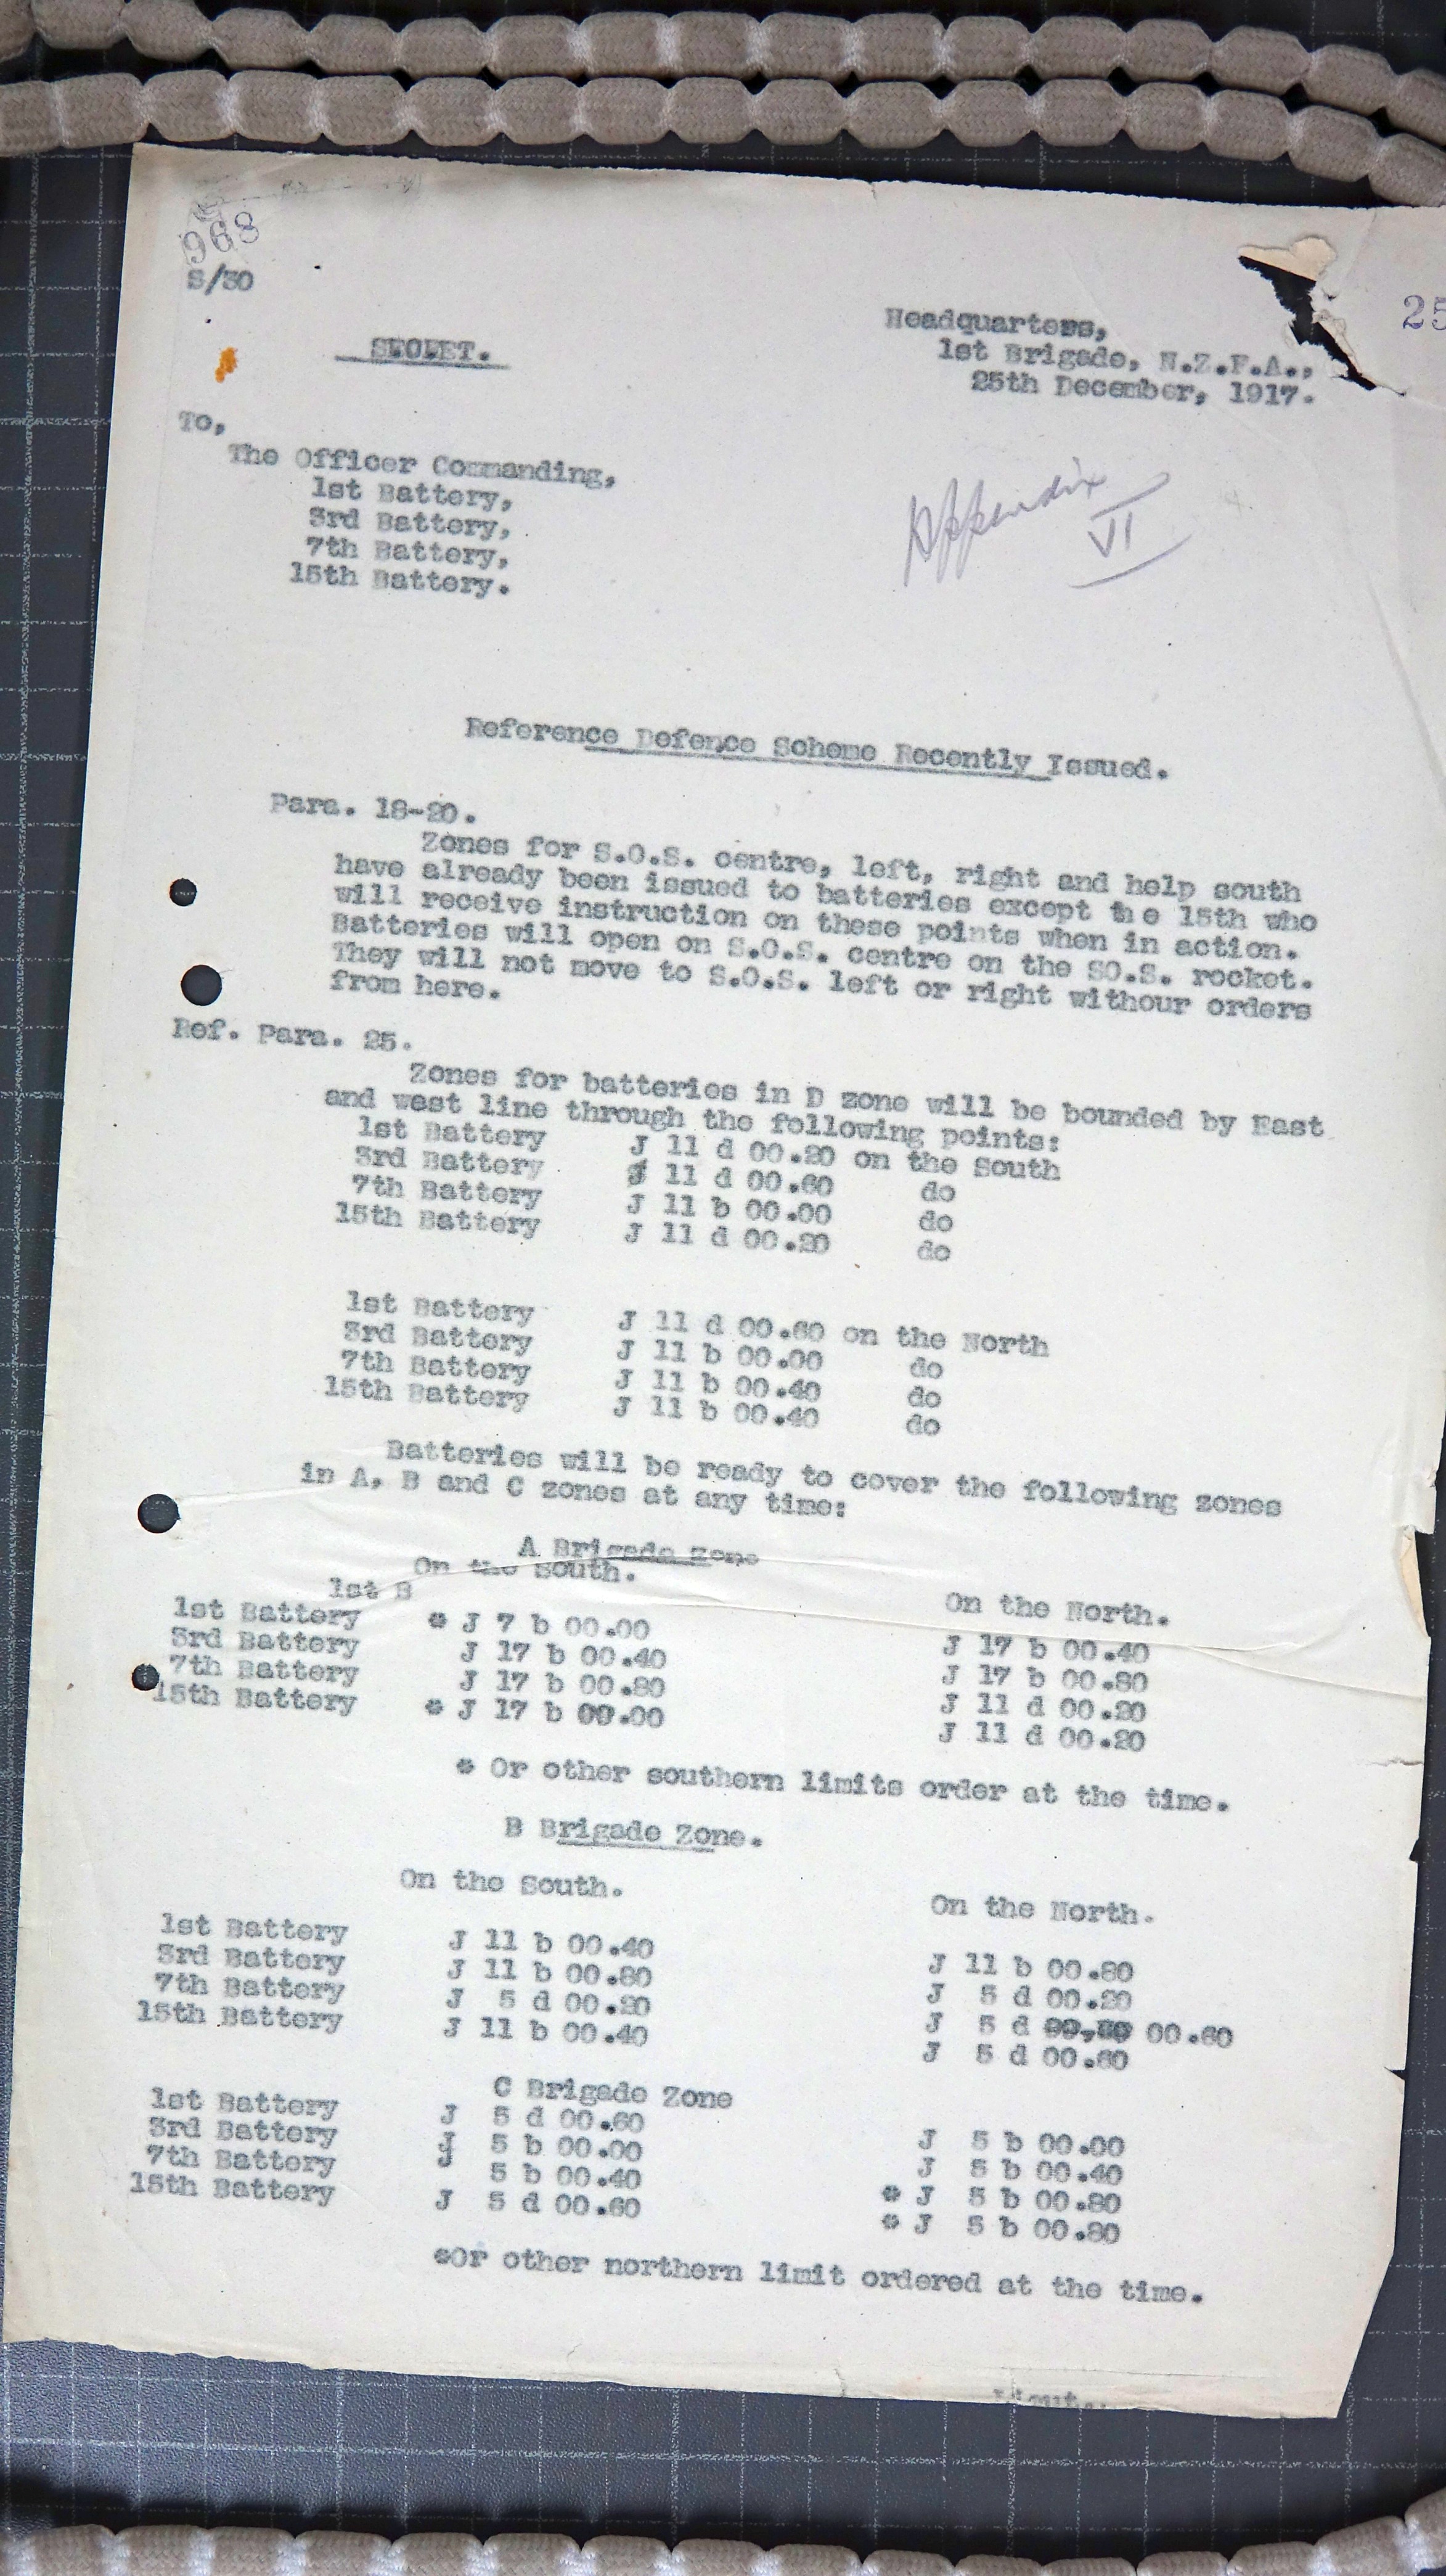 968
S/30
25
SECRET.
Headquarters,
1st Brigade, N.Z.F.A.,
25th December, 1917.
To,
The Officer Commanding,
1st Battery,
3rd Battery,
7th Battery,
15th Battery.
Appendix
VI
Reference Defence Scheme Recently Issued.
Para. 18-20.
Zones for S.O.S. centre, left, right and help south
have already been issued to batteries except the 15th who
will receive instruction on these points when in action.
Batteries will open on S.O.S. centre on the SO.S. rocket.
They will not move to S.O.S. left or right withour orders
from here.
Ref. Para. 25.
Zones for batteries in D zone will be bounded by East
and west line through the following points:
1st Battery J 11 d 00.20 on the South
3rd Battery J 11 d 00.60 do
7th Battery J 11 b 00.00 do
15th Battery J 11 d 00.20 do
1st Battery J 11 d 00.60 on the North
3rd Battery J 11 b 00.00 do
7th Battery J 11 b 00.40 do
15th Battery J 11 b 00.40 do
Batteries will be ready to cover the following zones
in A, B and C zones at any time:
A Brigade Zone
On the South. On the North.
1st B
1st Battery * J 7 b 00.00 J 17 b 00.40
3rd Battery J 17 b 00.40 J 17 b 00.80
7th Battery J 17 b 00.80 J 11 d 00.20
15th Battery * J 17 b 00.00 J 11 d 00.20
* Or other southern limits order at the time.
B Brigade Zone.
On the South. On the North.
1st Battery J 11 b 00.40 J 11 b 00.80
3rd Battery J 11 b 00.80 J 5 d 00.20
7th Battery J 5 d 00.20 J 5 d 00.60
15th Battery J 11 b 00.40 J 5 d 00.60
C Brigade Zone
1st Battery J 5 d 00.60 J 5 b 00.00
3rd Battery J 5 b 00.00 J 5 b 00.40
7th Battery J 5 b 00.40 * J 5 b 00.80
15th Battery J 5 d 00.60 * J 5 b 00.80
*Or other northern limit ordered at the time.